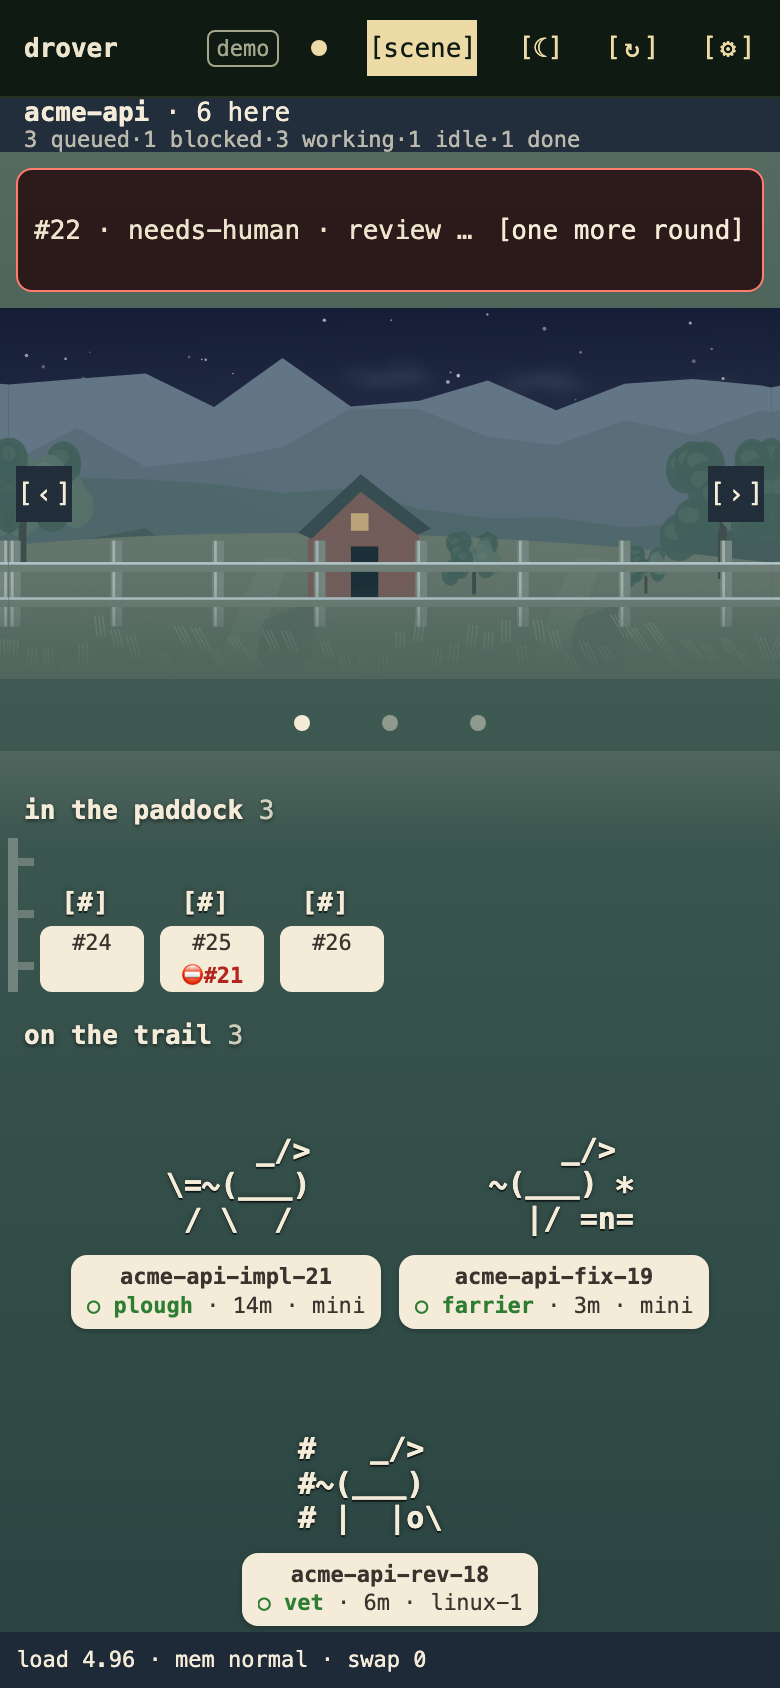 drover demo [scene] [☾] [↻] [⚙]
acme-api · 6 here
3 queued·1 blocked·3 working·1 idle·1 done
#22 · needs-human · review … [one more round]
[‹] [›]
in the paddock 3
[#] [#] [#]
#24 #25 #26
⛔#21
on the trail 3
      _/>               _/>
\=~(___)          ~(___) *
 / \  /             |/ =n=
acme-api-impl-21 acme-api-fix-19
○ plough · 14m · mini ○ farrier · 3m · mini
#   _/>
#~(___)
# |  |o\
acme-api-rev-18
○ vet · 6m · linux-1
load 4.96 · mem normal · swap 0